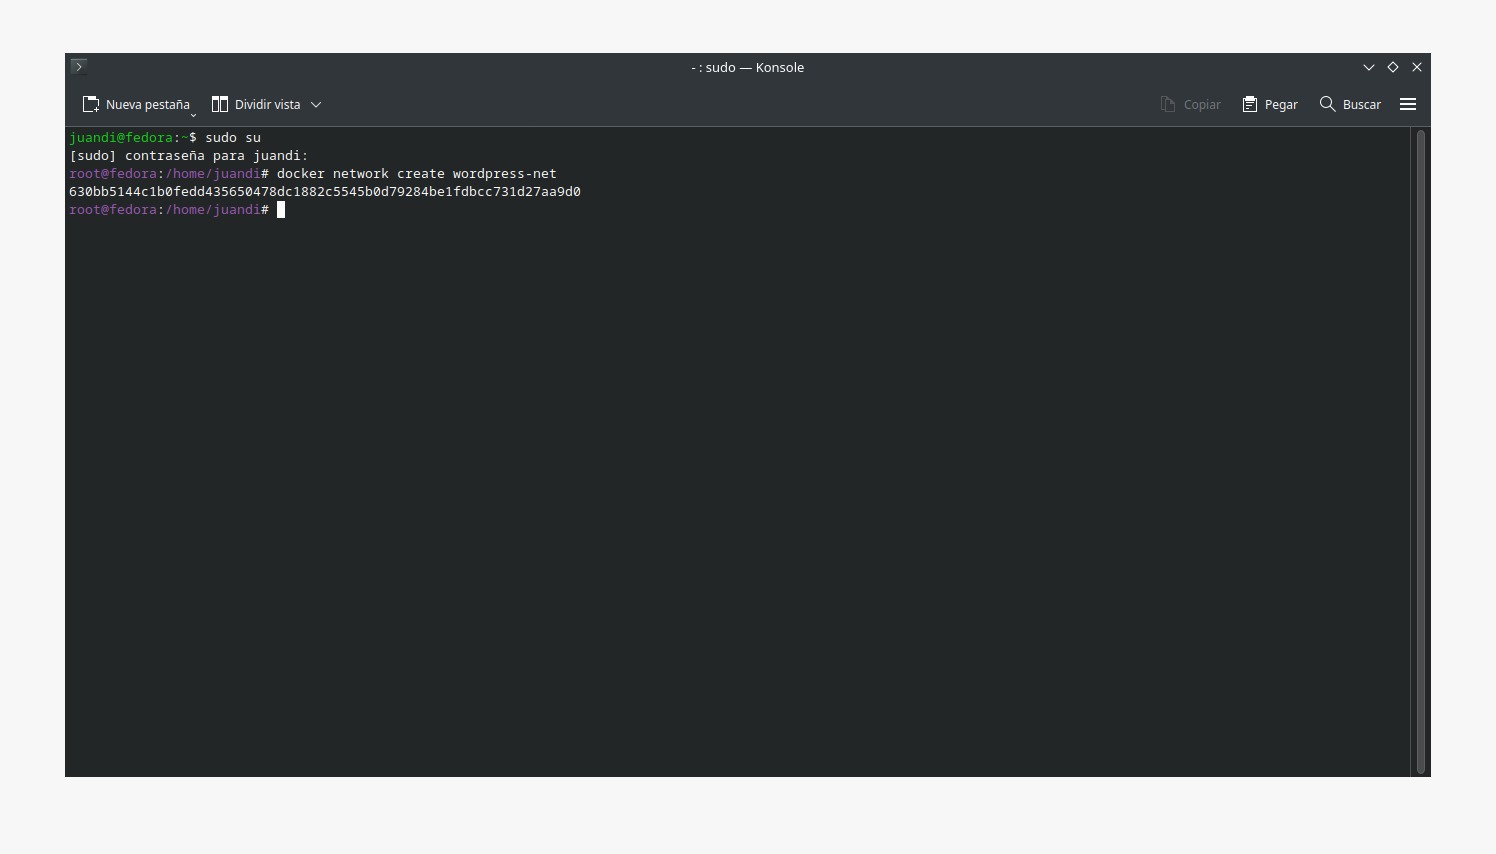 - : sudo — Konsole
Nueva pestaña Dividir vista Copiar Pegar Buscar
juandi@fedora:~$ sudo su
[sudo] contraseña para juandi:
root@fedora:/home/juandi# docker network create wordpress-net
630bb5144c1b0fedd435650478dc1882c5545b0d79284be1fdbcc731d27aa9d0
root@fedora:/home/juandi#